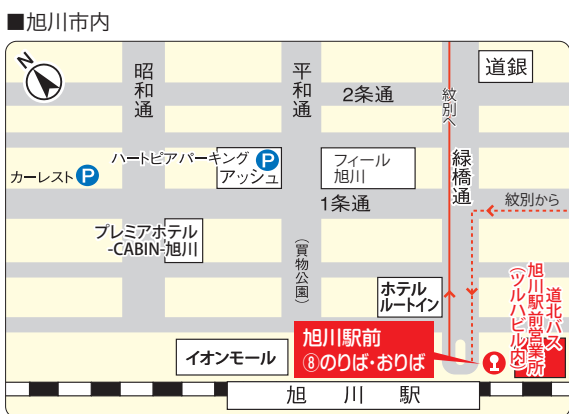 ■旭川市内
N
昭和通
平和通
2条通
紋別へ
道銀
カーレスト P
ハートピアパーキング P
アッシュ
フィール
旭川
緑橋通
1条通
紋別から
プレミアホテル
-CABIN-旭川
(買物公園)
ホテル
ルートイン
道北バス
旭川駅前営業所
(ツルハビル内)
旭川駅前
⑧のりば・おりば
イオンモール
旭川駅